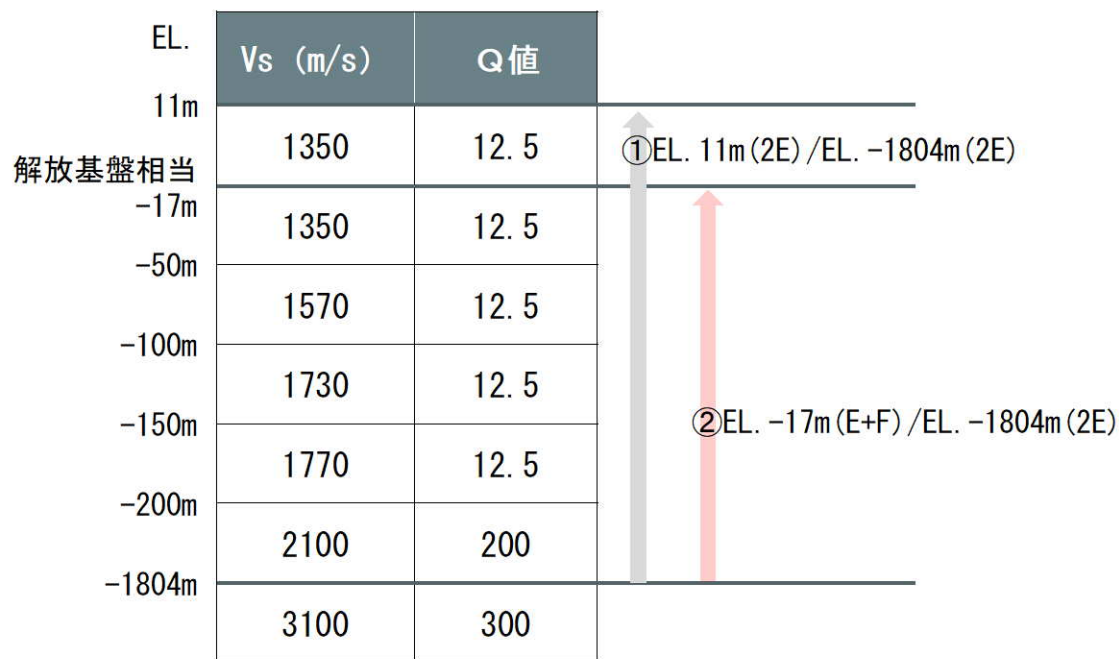 EL.
Vs (m/s) Q値
11m
1350 12.5
①EL. 11m(2E)/EL. -1804m(2E)
解放基盤相当
-17m
1350 12.5
-50m
1570 12.5
-100m
1730 12.5
-150m
②EL. -17m(E+F)/EL. -1804m(2E)
1770 12.5
-200m
2100 200
-1804m
3100 300